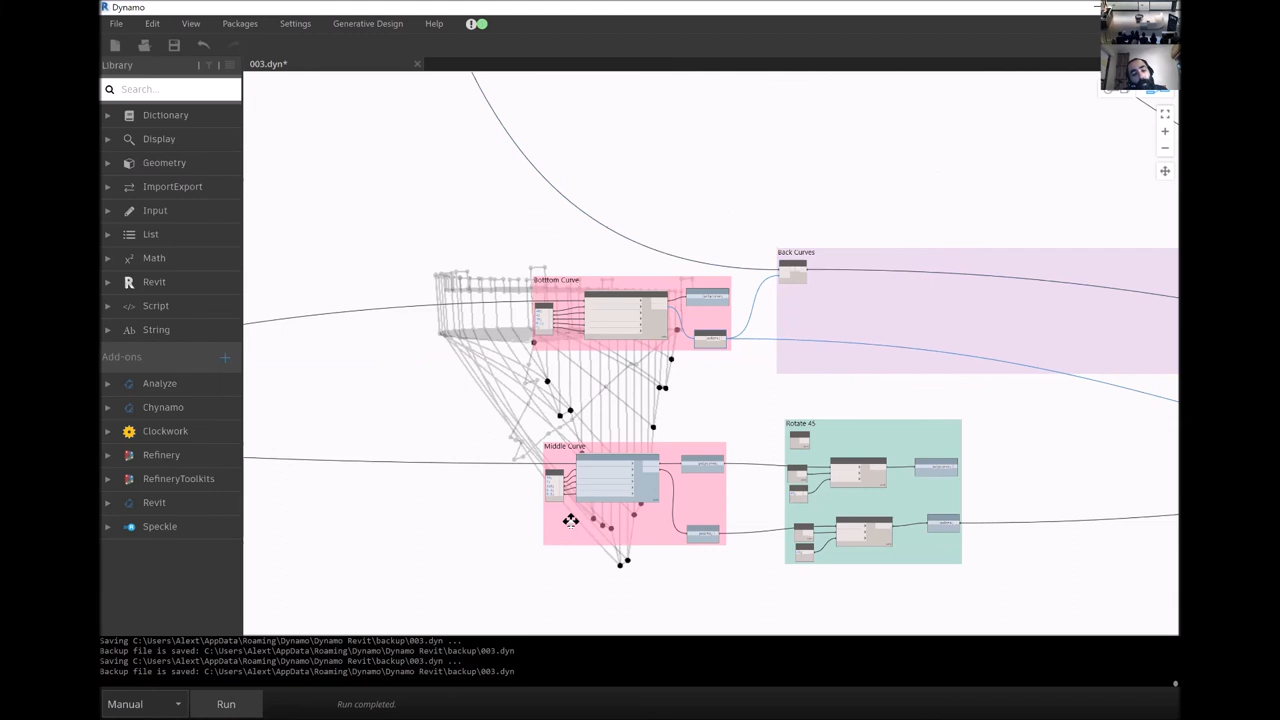 Dynamo
File Edit View Packages Settings Generative Design Help
Library
003.dyn*
Search...
Dictionary
Display
Geometry
ImportExport
Input
List
Math
Revit
Script
String
Add-ons
Analyze
Chynamo
Clockwork
Refinery
RefineryToolkits
Revit
Speckle
Back Curves
Bottom Curve
Rotate 45
Middle Curve
Saving C:\Users\Alext\AppData\Roaming\Dynamo\Dynamo Revit\backup\003.dyn ...
Backup file is saved: C:\Users\Alext\AppData\Roaming\Dynamo\Dynamo Revit\backup\003.dyn
Saving C:\Users\Alext\AppData\Roaming\Dynamo\Dynamo Revit\backup\003.dyn ...
Backup file is saved: C:\Users\Alext\AppData\Roaming\Dynamo\Dynamo Revit\backup\003.dyn
Manual
Run
Run completed.